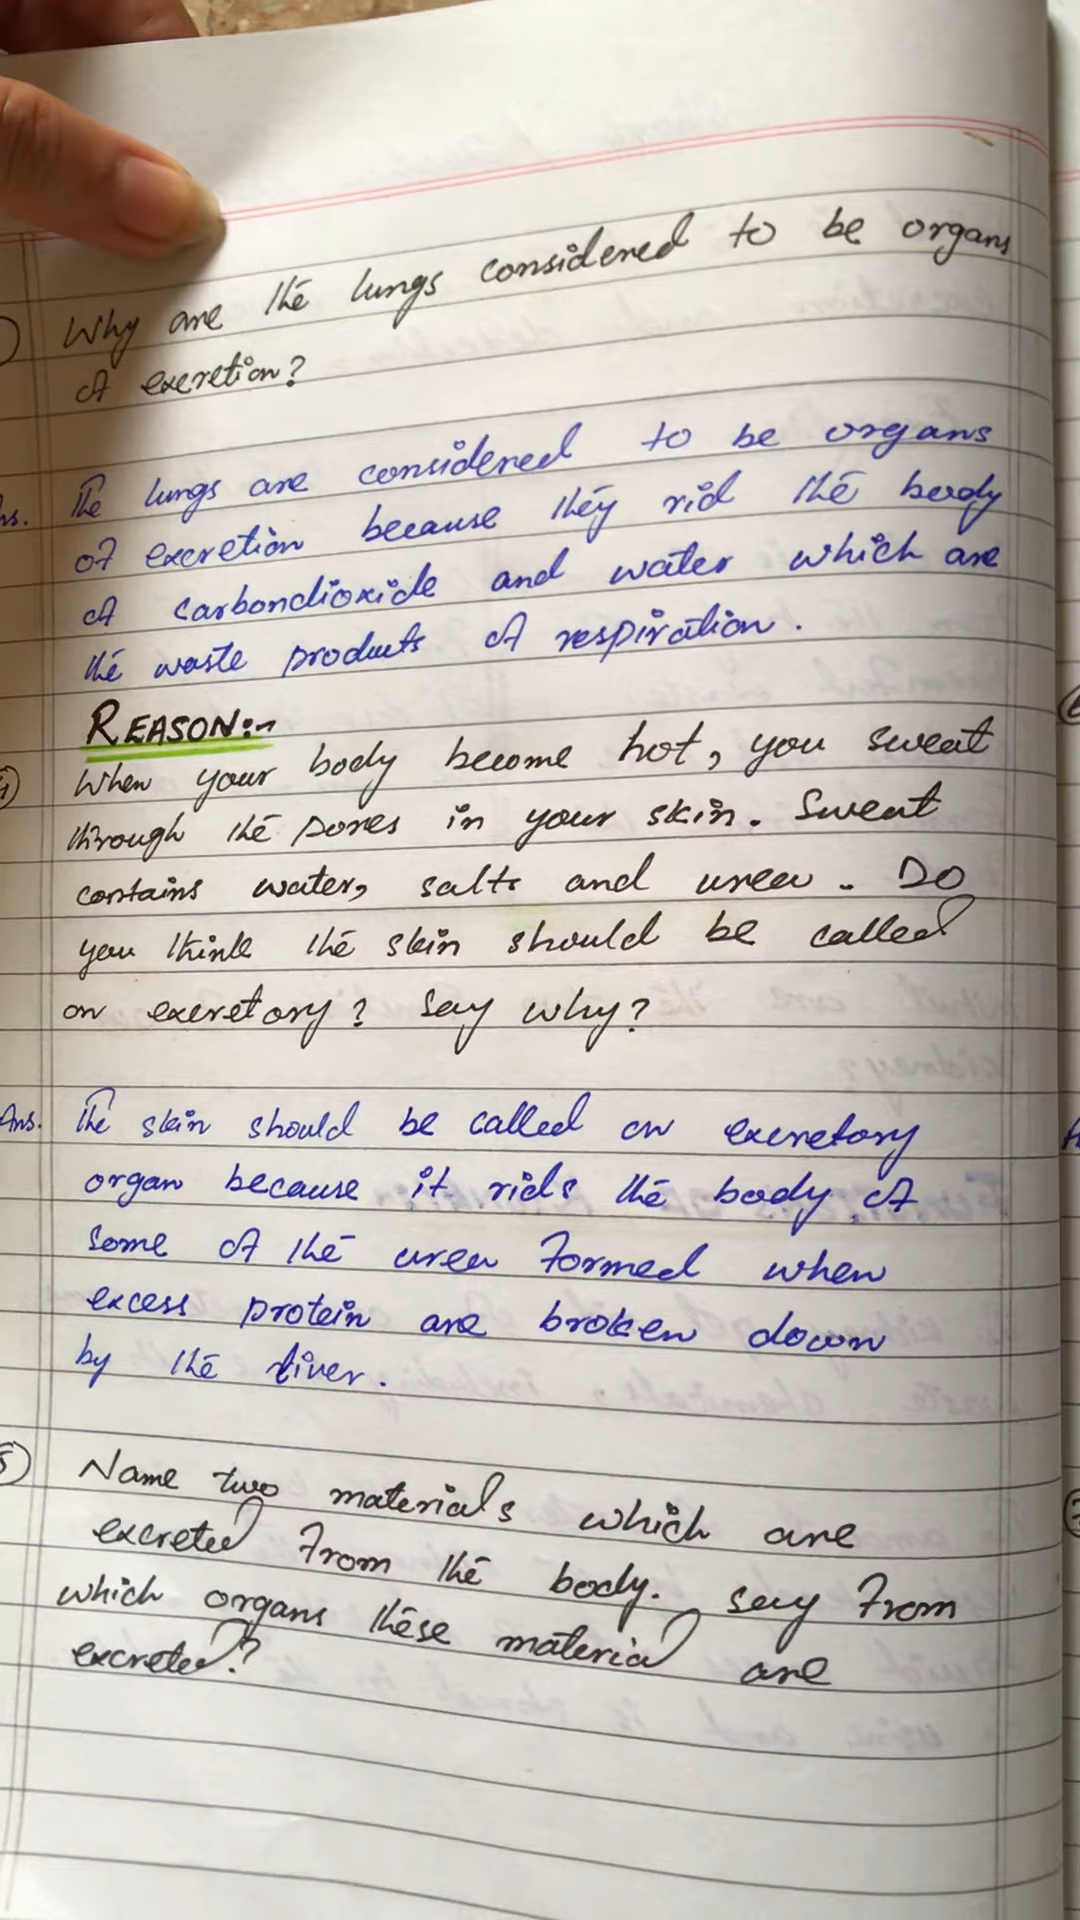 Why are the lungs considered to be organs
of excretion?
The lungs are considered to be organs
of excretion because they rid the body
of carbondioxide and water which are
the waste products of respiration.
REASON:-
When your body become hot, you sweat
through the pores in your skin. Sweat
contains water, salts and urea. Do
you think the skin should be called
an excretory? Say why?
Ans. The skin should be called an excretory
organ because it rids the body of
some of the urea formed when
excess protein are broken down
by the liver.
Name two materials which are
excreted from the body. Say from
which organs these material are
excreted?